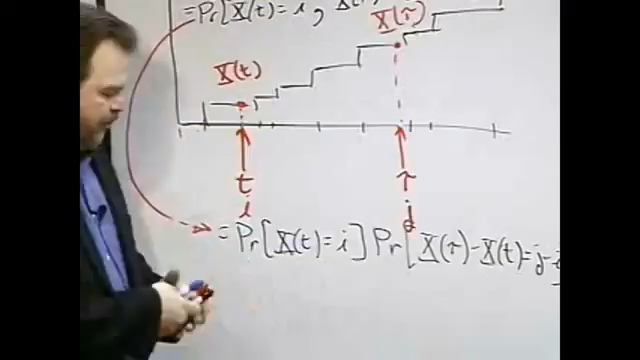 =Pr[X(t)=i,
X(τ)
X(t)
t τ
i j
=Pr[X(t)=i]Pr[X(τ)-X(t)=j-i